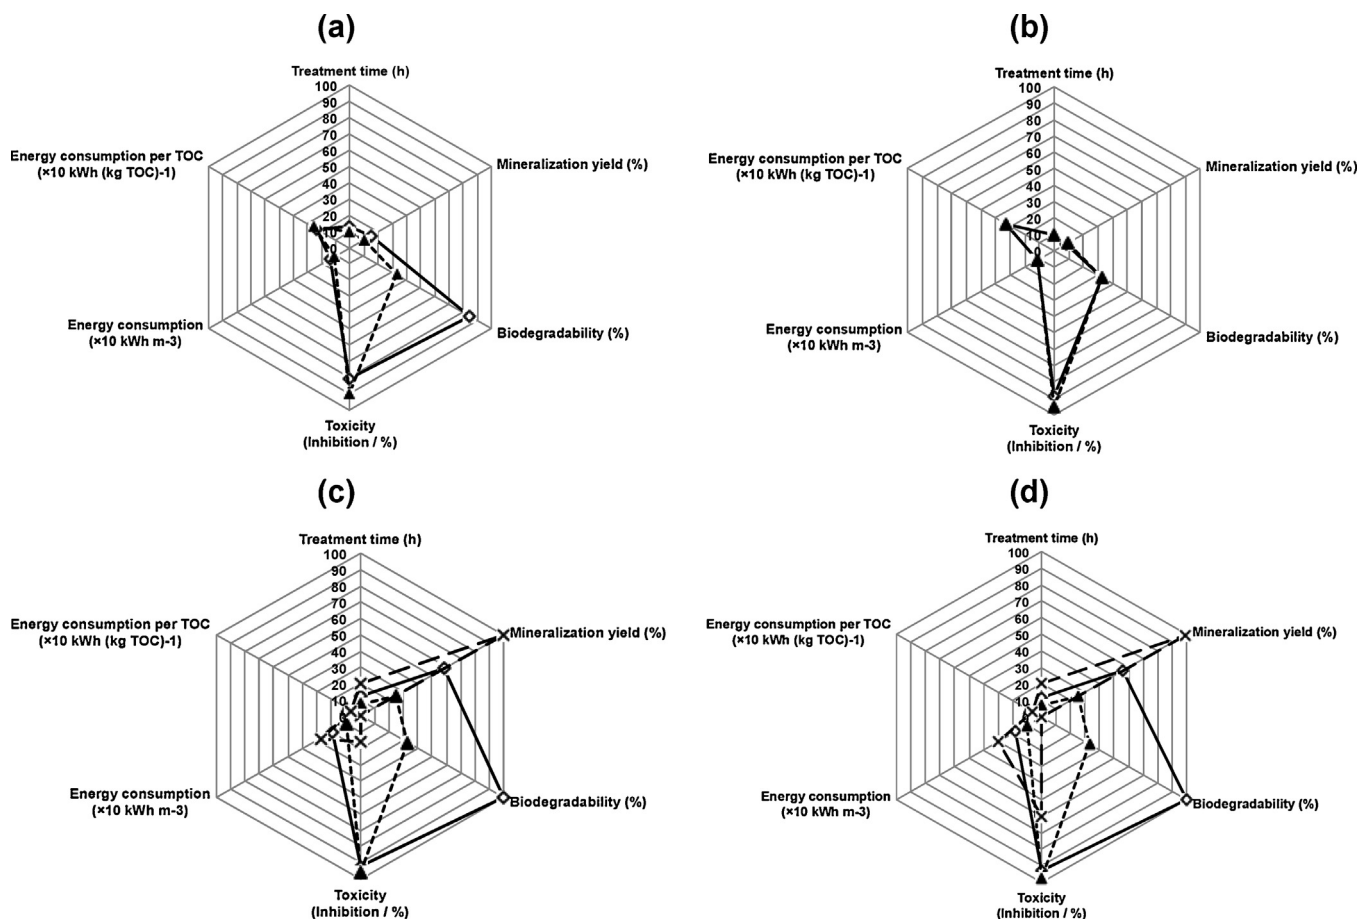 (a)
Treatment time (h)
100
90
80
70
60
50
40
30
20
10
0
Mineralization yield (%)
Biodegradability (%)
Toxicity
(Inhibition / %)
Energy consumption
(×10 kWh m-3)
Energy consumption per TOC
(×10 kWh (kg TOC)-1)
(b)
Treatment time (h)
100
90
80
70
60
50
40
30
20
10
0
Mineralization yield (%)
Biodegradability (%)
Toxicity
(Inhibition / %)
Energy consumption
(×10 kWh m-3)
Energy consumption per TOC
(×10 kWh (kg TOC)-1)
(c)
Treatment time (h)
100
90
80
70
60
50
40
30
20
10
0
Mineralization yield (%)
Biodegradability (%)
Toxicity
(Inhibition / %)
Energy consumption
(×10 kWh m-3)
Energy consumption per TOC
(×10 kWh (kg TOC)-1)
(d)
Treatment time (h)
100
90
80
70
60
50
40
30
20
10
0
Mineralization yield (%)
Biodegradability (%)
Toxicity
(Inhibition / %)
Energy consumption
(×10 kWh m-3)
Energy consumption per TOC
(×10 kWh (kg TOC)-1)